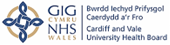 GIG
CYMRU
NHS
WALES
Bwrdd Iechyd Prifysgol
Caerdydd a'r Fro
Cardiff and Vale
University Health Board